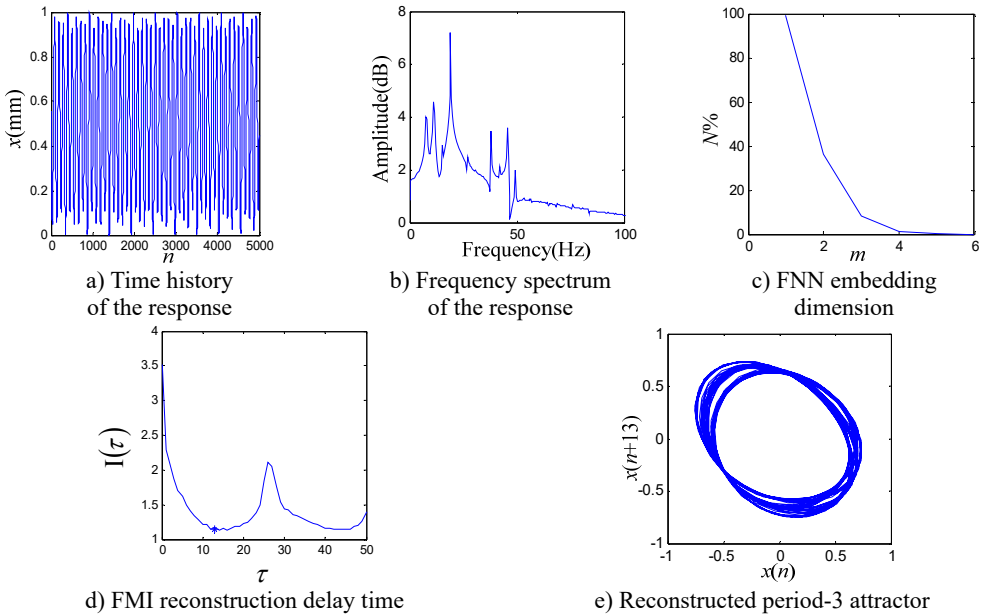 1
0.8
0.6
0.4
0.2
0
0 1000 2000 3000 4000 5000
x(mm)
n
a) Time history
of the response
8
6
4
2
0
0 50 100
Amplitude(dB)
Frequency(Hz)
b) Frequency spectrum
of the response
100
80
60
40
20
0
0 2 4 6
N%
m
c) FNN embedding
dimension
4
3.5
3
2.5
2
1.5
1
0 10 20 30 40 50
I(τ)
τ
d) FMI reconstruction delay time
1
0.5
0
-0.5
-1
-1 -0.5 0 0.5 1
x(n+13)
x(n)
e) Reconstructed period-3 attractor